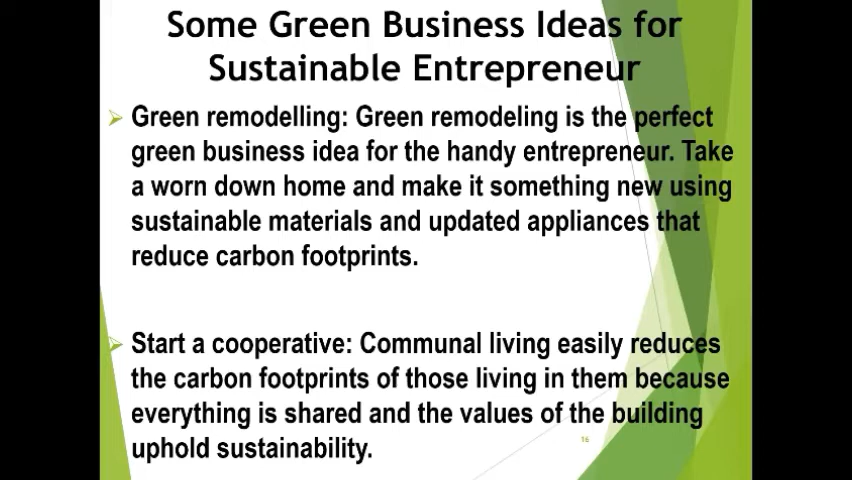 Some Green Business Ideas for
Sustainable Entrepreneur
Green remodelling: Green remodeling is the perfect
green business idea for the handy entrepreneur. Take
a worn down home and make it something new using
sustainable materials and updated appliances that
reduce carbon footprints.
Start a cooperative: Communal living easily reduces
the carbon footprints of those living in them because
everything is shared and the values of the building
uphold sustainability.
16